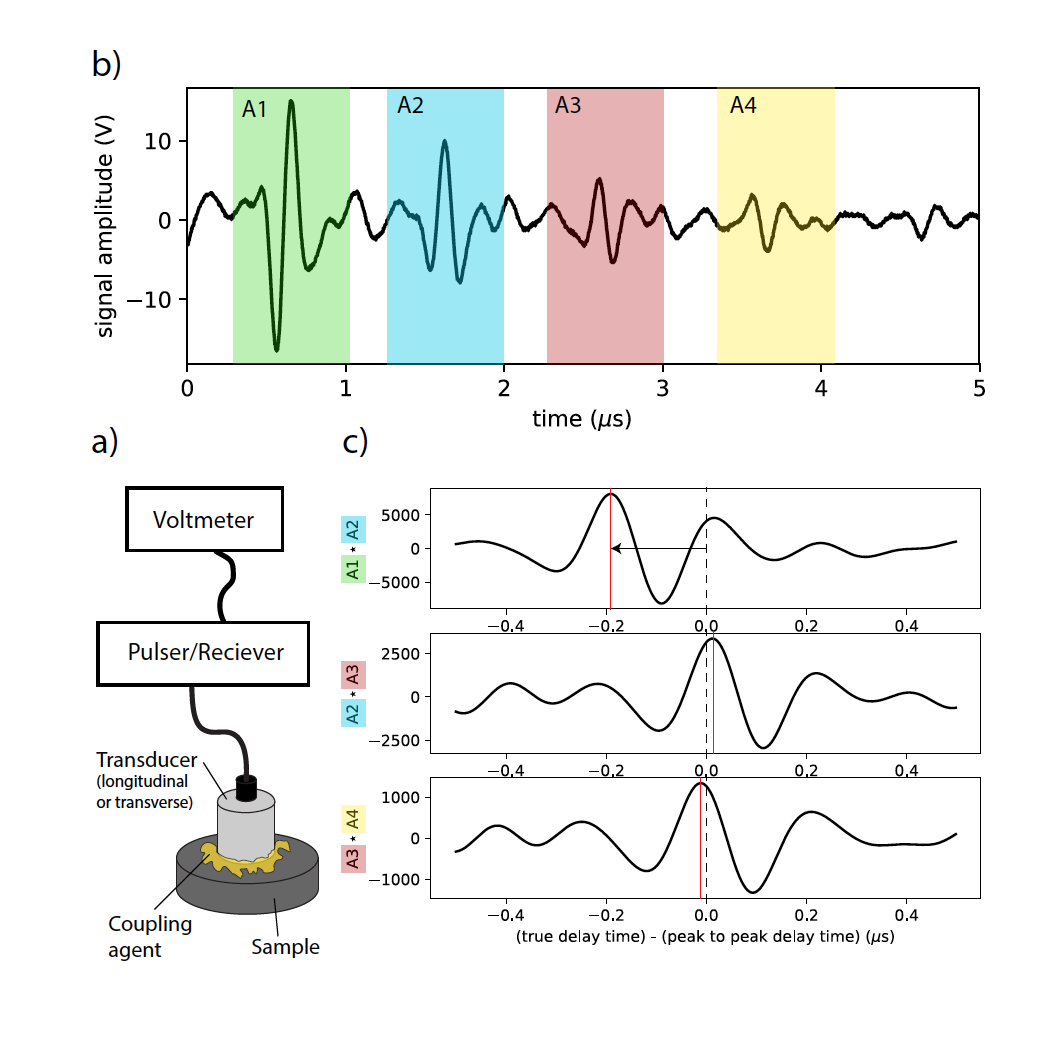 b)
A1
A2
A3
A4
signal amplitude (V)
10
0
−10
0
1
2
3
4
5
time (μs)
a)
Voltmeter
Pulser/Reciever
Transducer
(longitudinal
or transverse)
Coupling
agent
Sample
c)
A1 ⋆ A2
5000
0
−5000
−0.4
−0.2
0.0
0.2
0.4
A2 ⋆ A3
2500
0
−2500
−0.4
−0.2
0.0
0.2
0.4
A3 ⋆ A4
1000
0
−1000
−0.4
−0.2
0.0
0.2
0.4
(true delay time) - (peak to peak delay time) (μs)